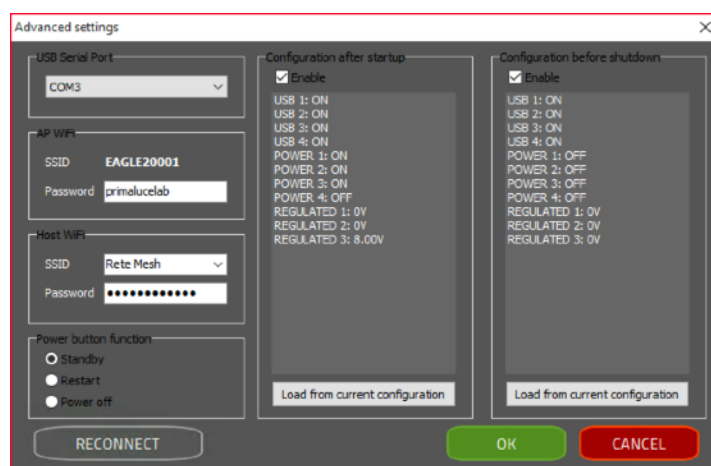 Advanced settings
USB Serial Port
COM3
AP WiFi
SSID EAGLE20001
Password primalucelab
Host WiFi
SSID Rete Mesh
Password ●●●●●●●●●●●●
Power button function
Standby
Restart
Power off
Configuration after startup
Enable
USB 1: ON
USB 2: ON
USB 3: ON
USB 4: ON
POWER 1: ON
POWER 2: ON
POWER 3: ON
POWER 4: OFF
REGULATED 1: 0V
REGULATED 2: 0V
REGULATED 3: 8.00V
Load from current configuration
Configuration before shutdown
Enable
USB 1: ON
USB 2: ON
USB 3: ON
USB 4: ON
POWER 1: OFF
POWER 2: OFF
POWER 3: OFF
POWER 4: OFF
REGULATED 1: 0V
REGULATED 2: 0V
REGULATED 3: 0V
Load from current configuration
RECONNECT
OK
CANCEL